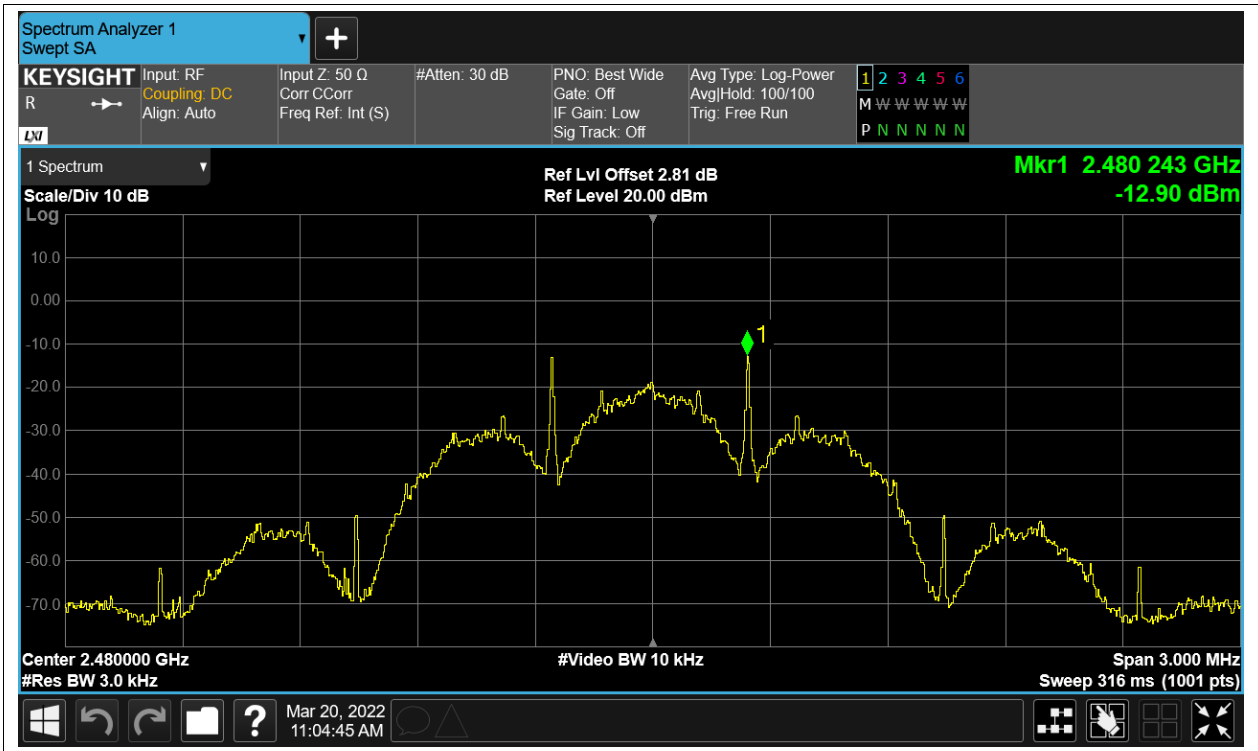 Spectrum Analyzer 1
Swept SA
+
KEYSIGHT
R
LXI
Input: RF
Coupling: DC
Align: Auto
Input Z: 50 Ω
Corr CCorr
Freq Ref: Int (S)
#Atten: 30 dB
PNO: Best Wide
Gate: Off
IF Gain: Low
Sig Track: Off
Avg Type: Log-Power
Avg|Hold: 100/100
Trig: Free Run
1 2 3 4 5 6
M W W W W W W
P N N N N N
1 Spectrum
Scale/Div 10 dB
Log
Ref Lvl Offset 2.81 dB
Ref Level 20.00 dBm
Mkr1 2.480 243 GHz
-12.90 dBm
10.0
0.00
-10.0
-20.0
-30.0
-40.0
-50.0
-60.0
-70.0
1
Center 2.480000 GHz
#Res BW 3.0 kHz
#Video BW 10 kHz
Span 3.000 MHz
Sweep 316 ms (1001 pts)
?
Mar 20, 2022
11:04:45 AM